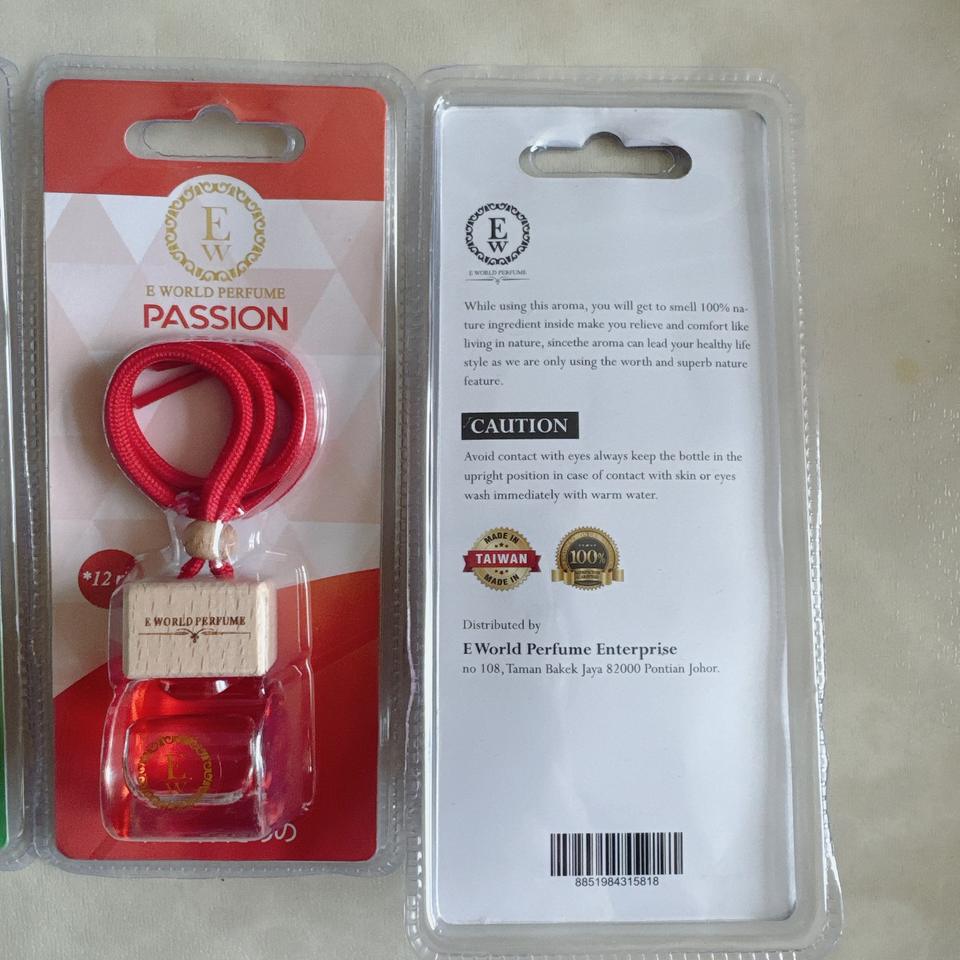 E
W
E WORLD PERFUME
PASSION
*12
E WORLD PERFUME
E
W
E
W
E WORLD PERFUME
While using this aroma, you will get to smell 100% na-
ture ingredient inside make you relieve and comfort like
living in nature, sincethe aroma can lead your healthy life
style as we are only using the worth and superb nature
feature.
CAUTION
Avoid contact with eyes always keep the bottle in the
upright position in case of contact with skin or eyes
wash immediately with warm water.
MADE IN
TAIWAN
MADE IN
100%
Distributed by
E World Perfume Enterprise
no 108, Taman Bakek Jaya 82000 Pontian Johor.
8851984315818